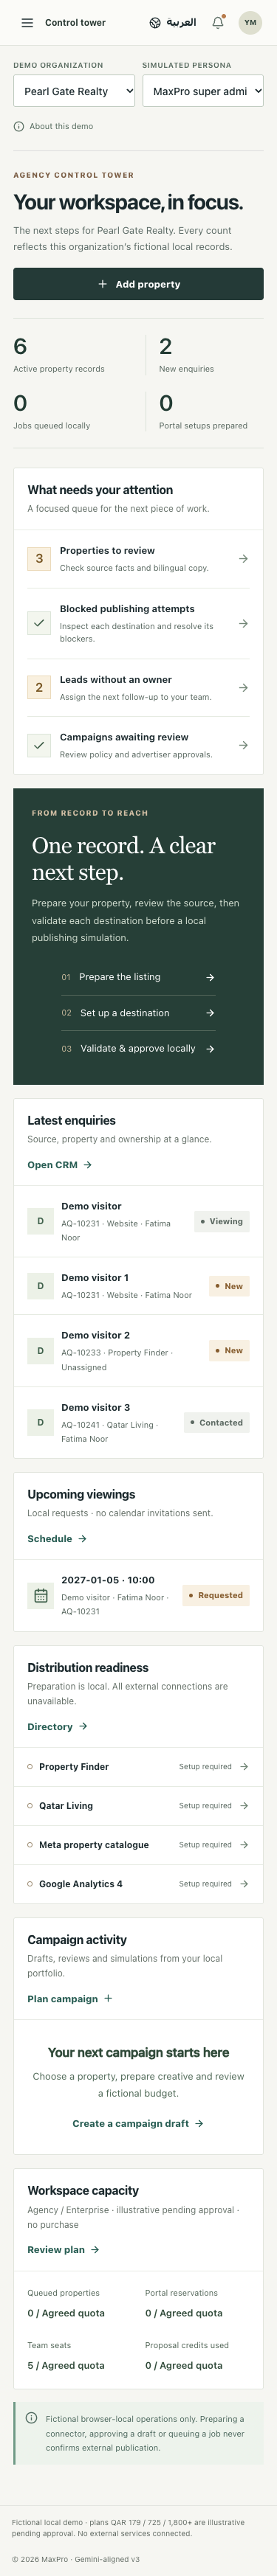 Control tower
العربية
YM
DEMO ORGANIZATION
SIMULATED PERSONA
Pearl Gate Realty
MaxPro super admi
About this demo
AGENCY CONTROL TOWER
Your workspace, in focus.
The next steps for Pearl Gate Realty. Every count
reflects this organization's fictional local records.
Add property
6
2
Active property records
New enquiries
0
0
Jobs queued locally
Portal setups prepared
What needs your attention
A focused queue for the next piece of work.
3
Properties to review
Check source facts and bilingual copy.
Blocked publishing attempts
Inspect each destination and resolve its
blockers.
2
Leads without an owner
Assign the next follow-up to your team.
Campaigns awaiting review
Review policy and advertiser approvals.
FROM RECORD TO REACH
One record. A clear
next step.
Prepare your property, review the source, then
validate each destination before a local
publishing simulation.
01 Prepare the listing
02 Set up a destination
03 Validate & approve locally
Latest enquiries
Source, property and ownership at a glance.
Open CRM
D
Demo visitor
AQ-10231 · Website · Fatima
Noor
Viewing
D
Demo visitor 1
AQ-10231 · Website · Fatima Noor
New
D
Demo visitor 2
AQ-10233 · Property Finder ·
Unassigned
New
D
Demo visitor 3
AQ-10241 · Qatar Living ·
Fatima Noor
Contacted
Upcoming viewings
Local requests · no calendar invitations sent.
Schedule
2027-01-05 · 10:00
Demo visitor · Fatima Noor ·
AQ-10231
Requested
Distribution readiness
Preparation is local. All external connections are
unavailable.
Directory
Property Finder
Setup required
Qatar Living
Setup required
Meta property catalogue
Setup required
Google Analytics 4
Setup required
Campaign activity
Drafts, reviews and simulations from your local
portfolio.
Plan campaign
Your next campaign starts here
Choose a property, prepare creative and review
a fictional budget.
Create a campaign draft
Workspace capacity
Agency / Enterprise · illustrative pending approval ·
no purchase
Review plan
Queued properties
Portal reservations
0 / Agreed quota
0 / Agreed quota
Team seats
Proposal credits used
5 / Agreed quota
0 / Agreed quota
Fictional browser-local operations only. Preparing a
connector, approving a draft or queuing a job never
confirms external publication.
Fictional local demo · plans QAR 179 / 725 / 1,800+ are illustrative
pending approval. No external services connected.
© 2026 MaxPro · Gemini-aligned v3